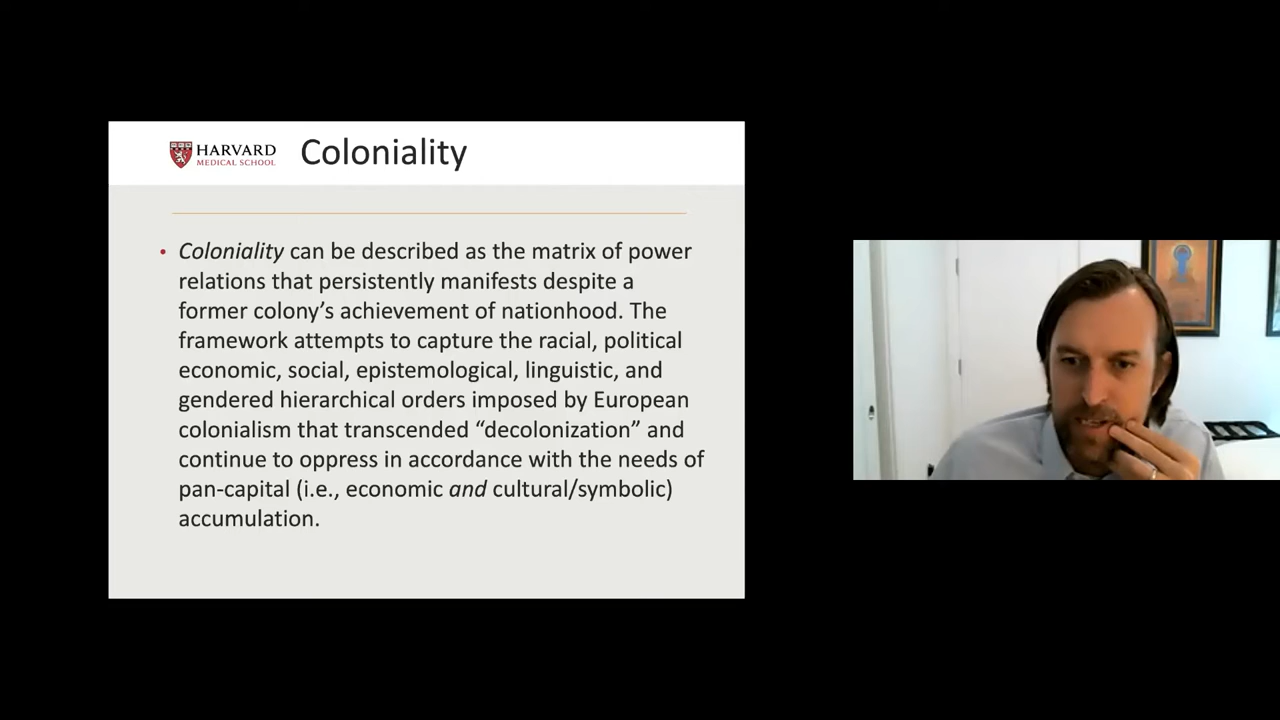 HARVARD
MEDICAL SCHOOL
Coloniality
• Coloniality can be described as the matrix of power
relations that persistently manifests despite a
former colony’s achievement of nationhood. The
framework attempts to capture the racial, political
economic, social, epistemological, linguistic, and
gendered hierarchical orders imposed by European
colonialism that transcended “decolonization” and
continue to oppress in accordance with the needs of
pan-capital (i.e., economic and cultural/symbolic)
accumulation.